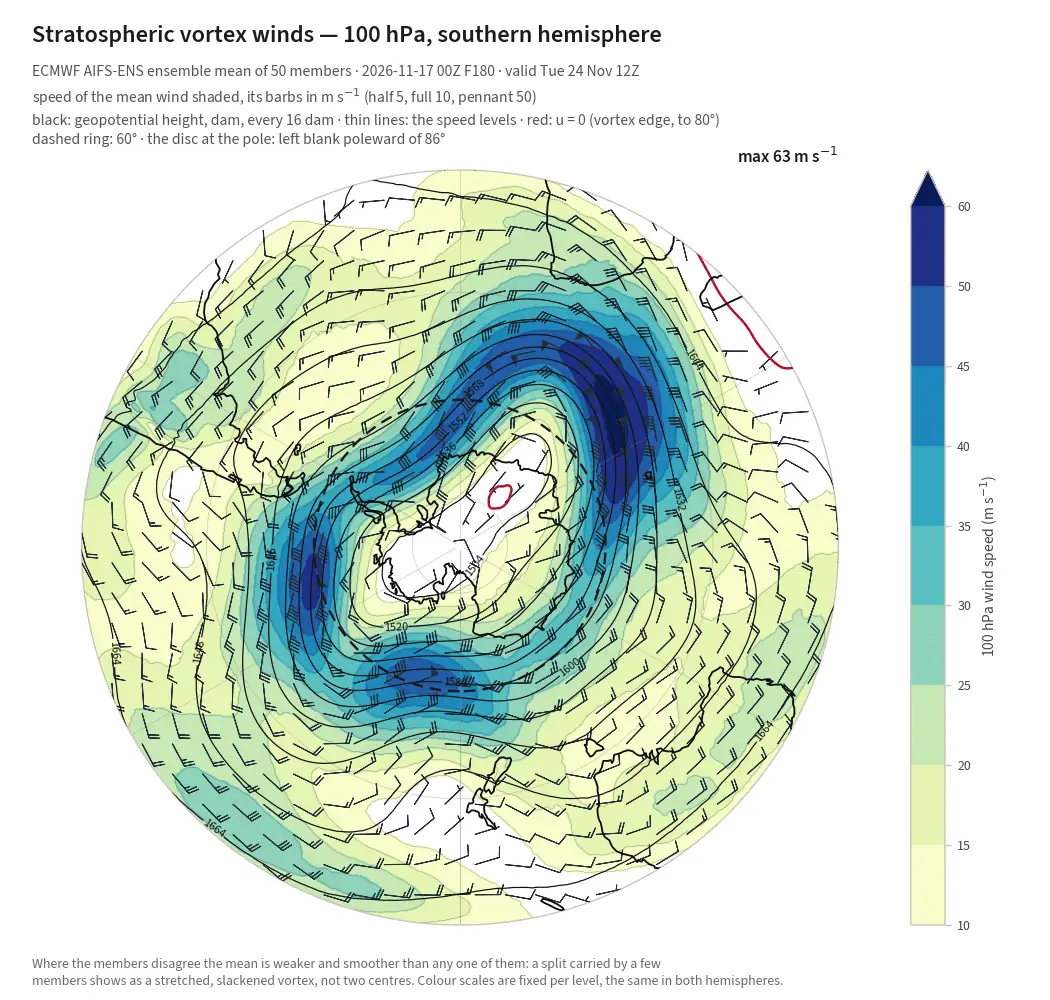 Stratospheric vortex winds — 100 hPa, southern hemisphere
ECMWF AIFS-ENS ensemble mean of 50 members · 2026-11-17 00Z F180 · valid Tue 24 Nov 12Z
speed of the mean wind shaded, its barbs in m s⁻¹ (half 5, full 10, pennant 50)
black: geopotential height, dam, every 16 dam · thin lines: the speed levels · red: u = 0 (vortex edge, to 80°)
dashed ring: 60° · the disc at the pole: left blank poleward of 86°
max 63 m s⁻¹
60
50
45
40
35
30
25
20
15
10
100 hPa wind speed (m s⁻¹)
1664
1568
1552
1632
1504
1520
1600
1664
1664
1664
Where the members disagree the mean is weaker and smoother than any one of them: a split carried by a few
members shows as a stretched, slackened vortex, not two centres. Colour scales are fixed per level, the same in both hemispheres.